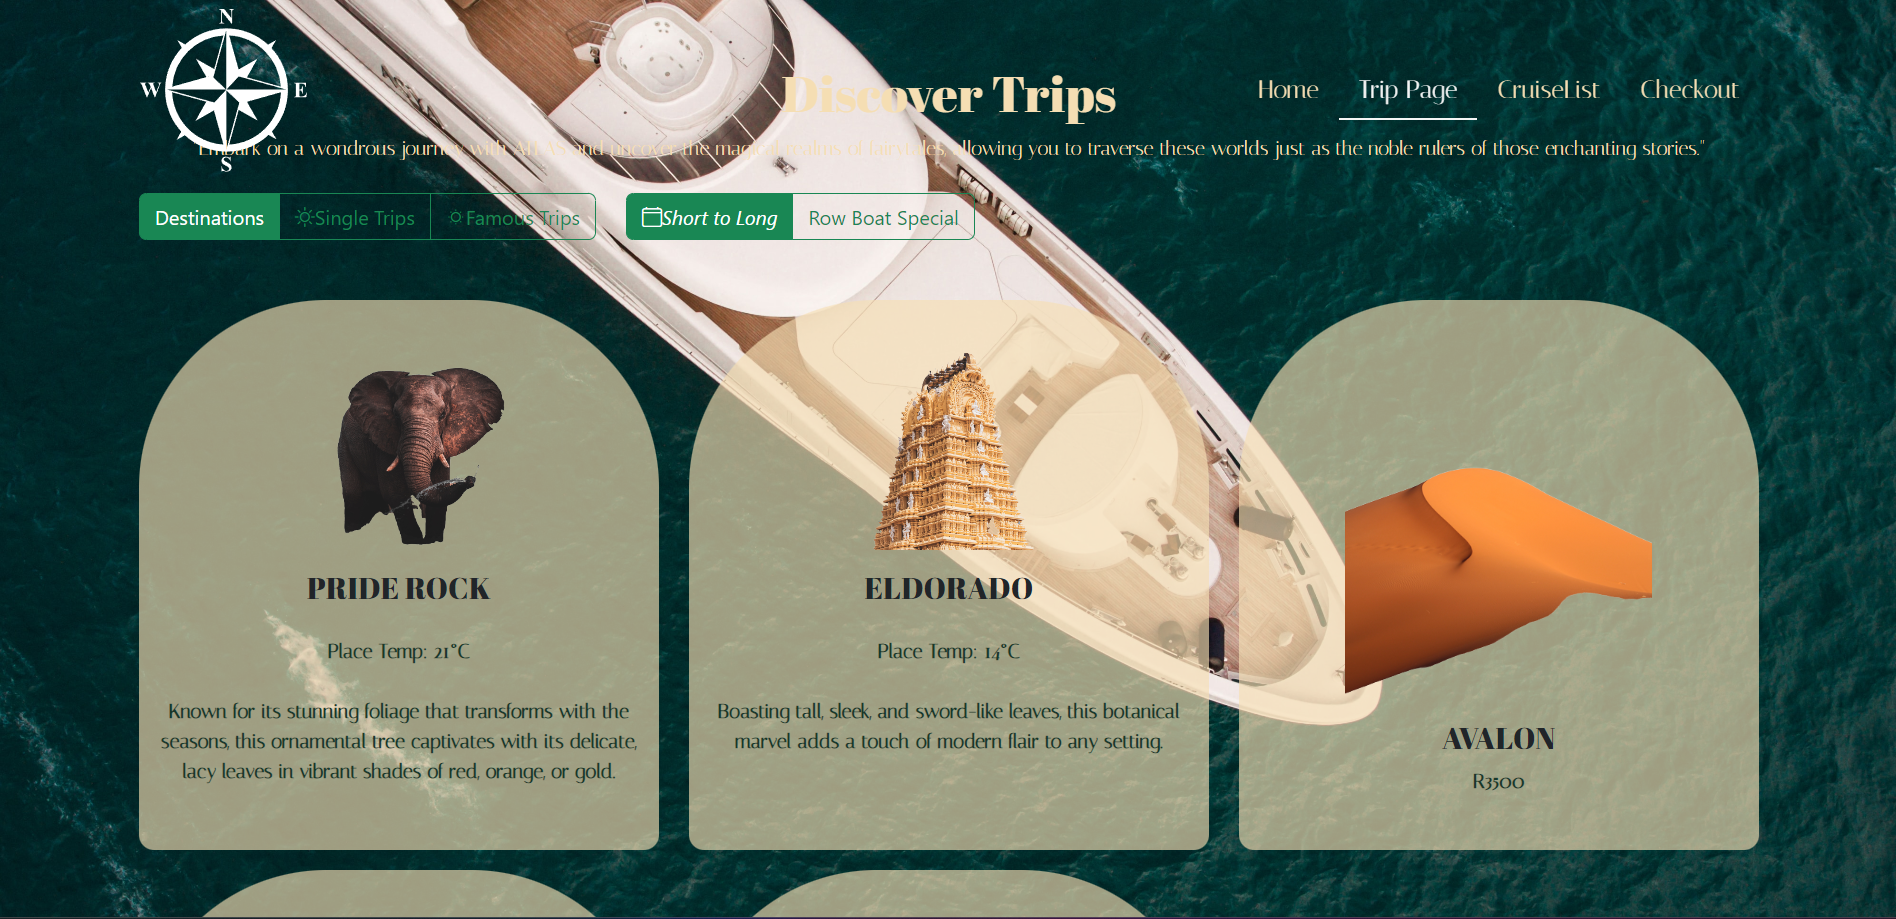 N
W E
S
Discover Trips
Home Trip Page CruiseList Checkout
Embark on a wondrous journey with and uncover the magical realms of fairytales, allowing you to traverse these worlds just as the noble rulers of those enchanting stories."
Destinations Single Trips Famous Trips Short to Long Row Boat Special
PRIDE ROCK
Place Temp: 21°C
Known for its stunning foliage that transforms with the
seasons, this ornamental tree captivates with its delicate,
lacy leaves in vibrant shades of red, orange, or gold.
ELDORADO
Place Temp: 14°C
Boasting tall, sleek, and sword-like leaves, this botanical
marvel adds a touch of modern flair to any setting.
AVALON
R3500